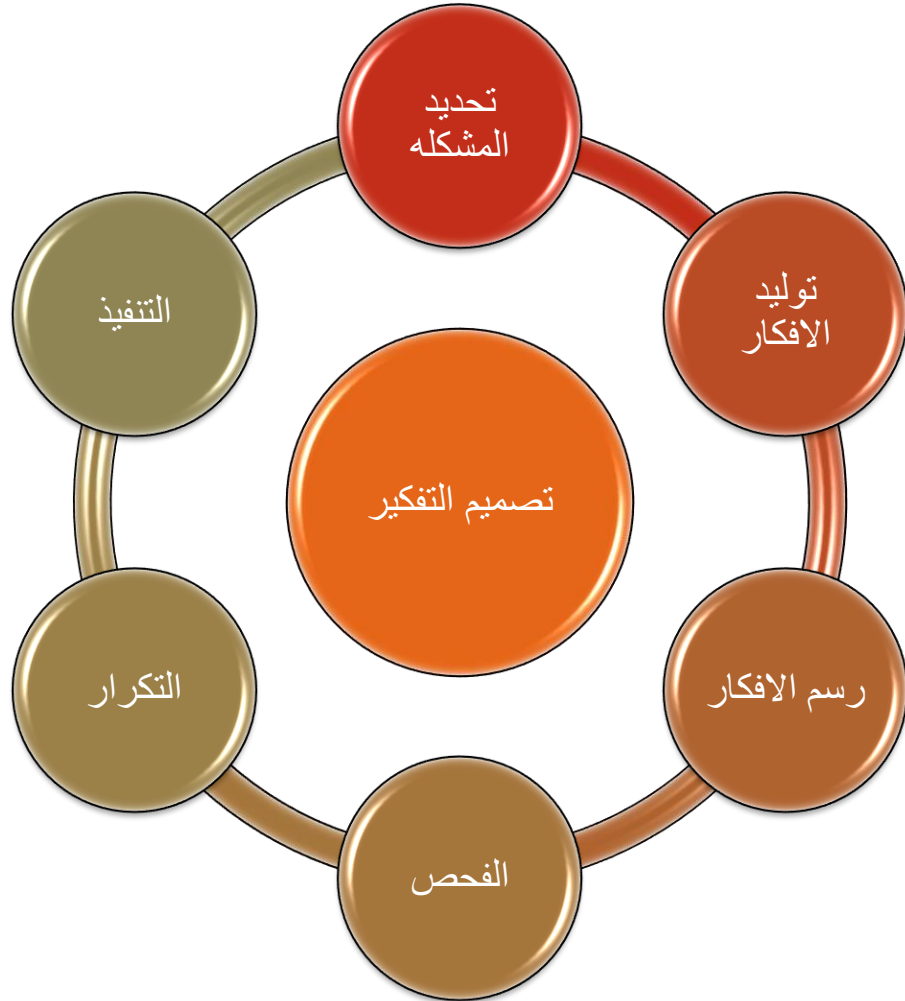 تحديد
المشكله
توليد
الافكار
رسم الافكار
الفحص
التكرار
التنفيذ
تصميم التفكير